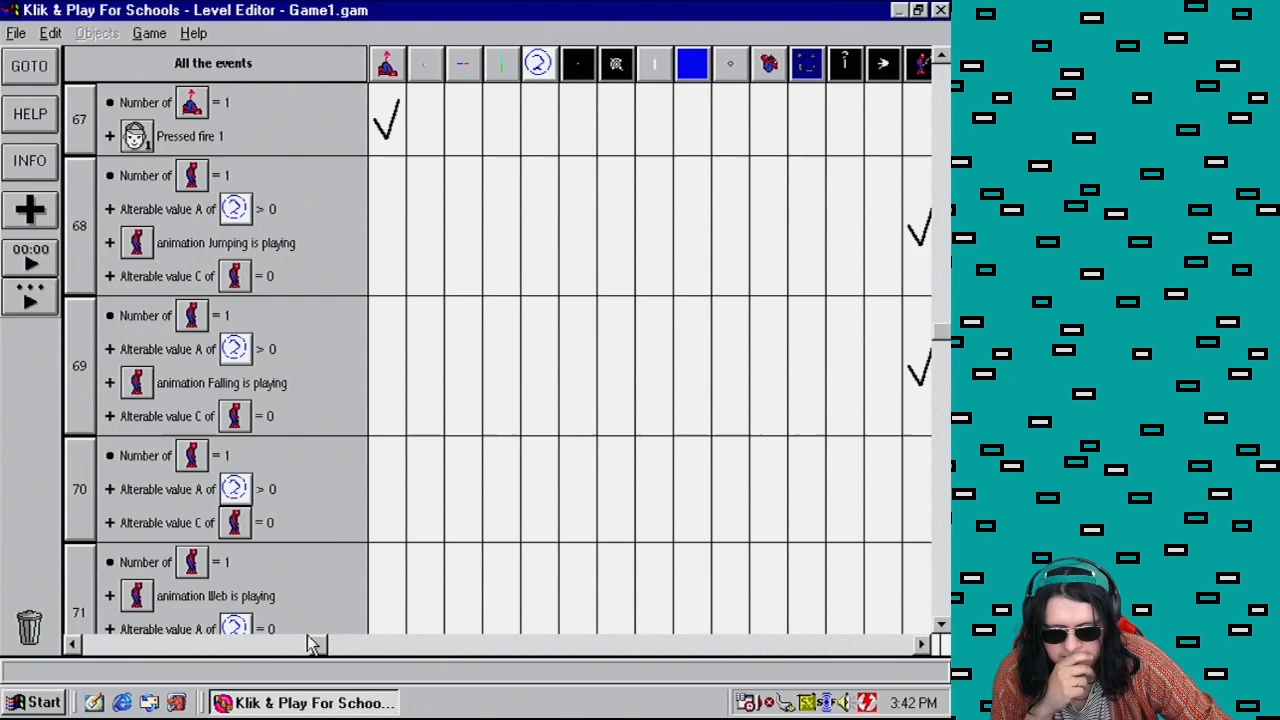 Klik & Play For Schools - Level Editor - Game1.gam
File Edit Objects Game Help
GOTO
All the events
HELP
INFO
00:00
67
Number of = 1
+ 1 Pressed fire 1
68
Number of = 1
+ Alterable value A of > 0
+ animation Jumping is playing
+ Alterable value C of = 0
69
Number of = 1
+ Alterable value A of > 0
+ animation Falling is playing
+ Alterable value C of = 0
70
Number of = 1
+ Alterable value A of > 0
+ Alterable value C of = 0
71
Number of = 1
+ animation Web is playing
+ Alterable value A of = 0
Start
Klik & Play For Schoo...
3:42 PM